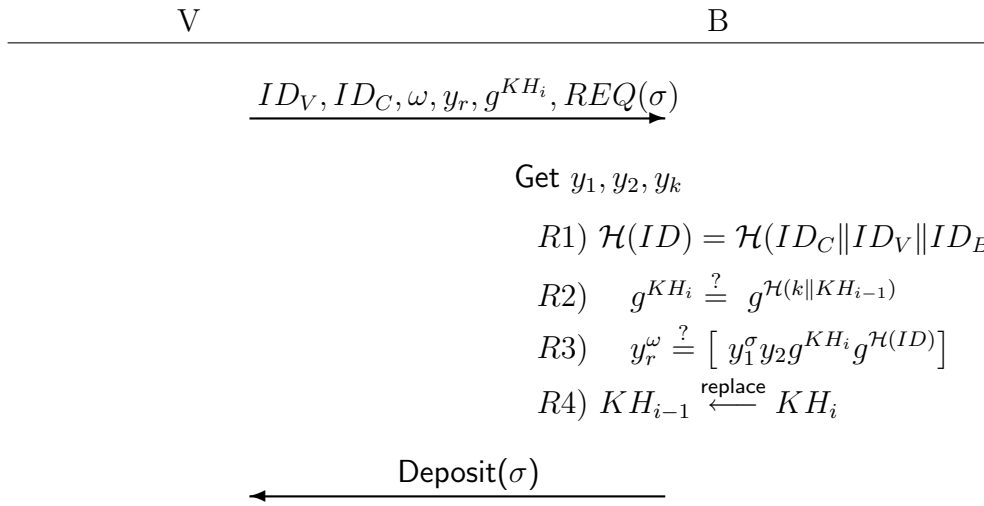 V B
ID_V, ID_C, ω, y_r, g^{KH_i}, REQ(σ)
Get y_1, y_2, y_k
R1) ℋ(ID) = ℋ(ID_C‖ID_V‖ID_B
R2) g^{KH_i} ≟ g^{ℋ(k‖KH_{i−1})}
R3) y_r^ω ≟ [ y_1^σ y_2 g^{KH_i} g^{ℋ(ID)} ]
R4) KH_{i−1} ⟵^{replace} KH_i
Deposit(σ)